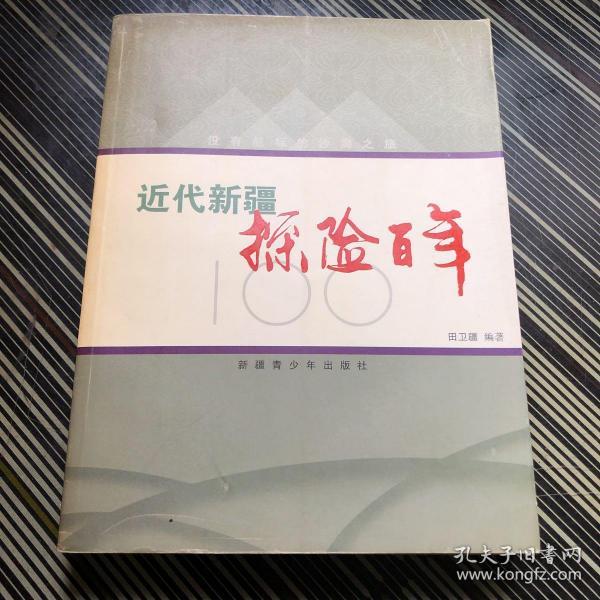 近代新疆
探险百年
100
田卫疆 编著
新疆青少年出版社
孔夫子旧书网
www.kongfz.com